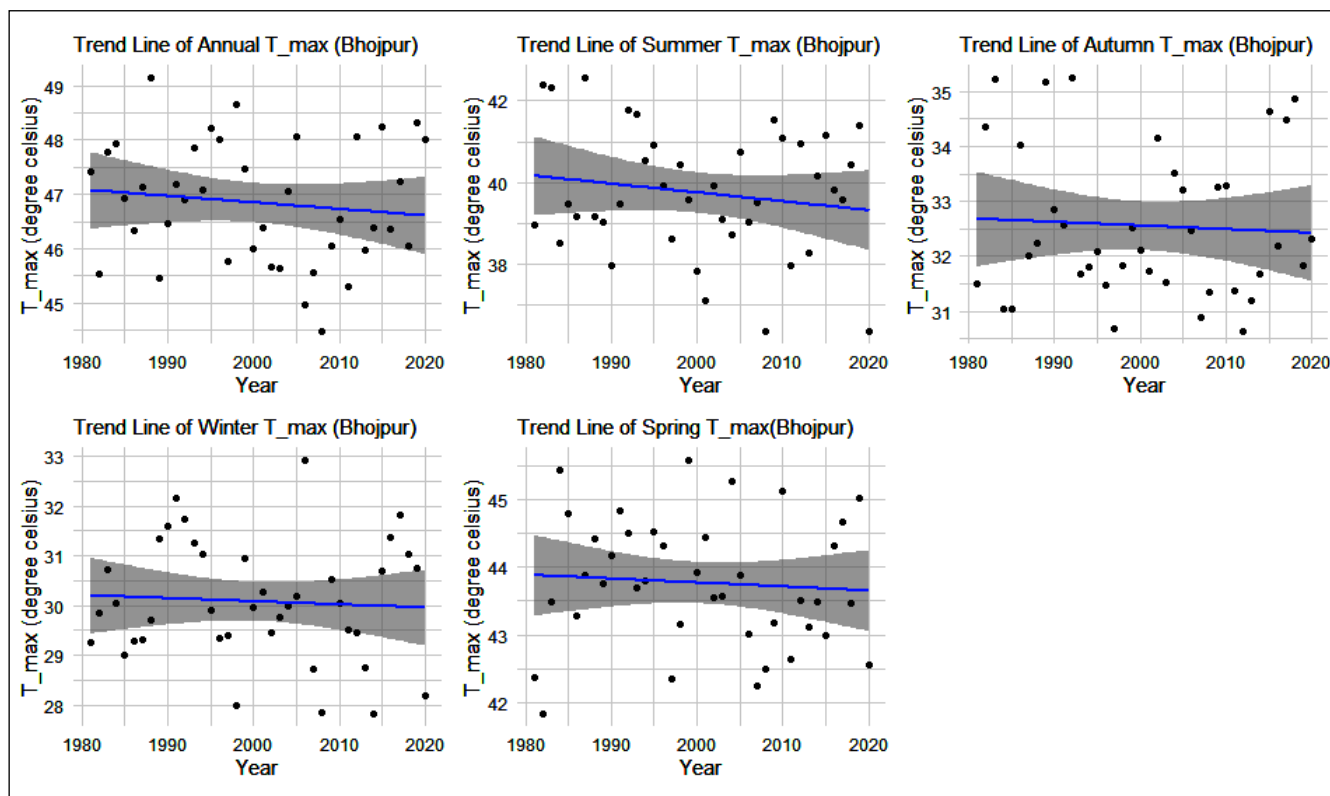 Trend Line of Annual T_max (Bhojpur)
T_max (degree celsius)
49
48
47
46
45
1980 1990 2000 2010 2020
Year
Trend Line of Summer T_max (Bhojpur)
T_max (degree celsius)
42
40
38
1980 1990 2000 2010 2020
Year
Trend Line of Autumn T_max (Bhojpur)
T_max (degree celsius)
35
34
33
32
31
1980 1990 2000 2010 2020
Year
Trend Line of Winter T_max (Bhojpur)
T_max (degree celsius)
33
32
31
30
29
28
1980 1990 2000 2010 2020
Year
Trend Line of Spring T_max(Bhojpur)
T_max (degree celsius)
45
44
43
42
1980 1990 2000 2010 2020
Year